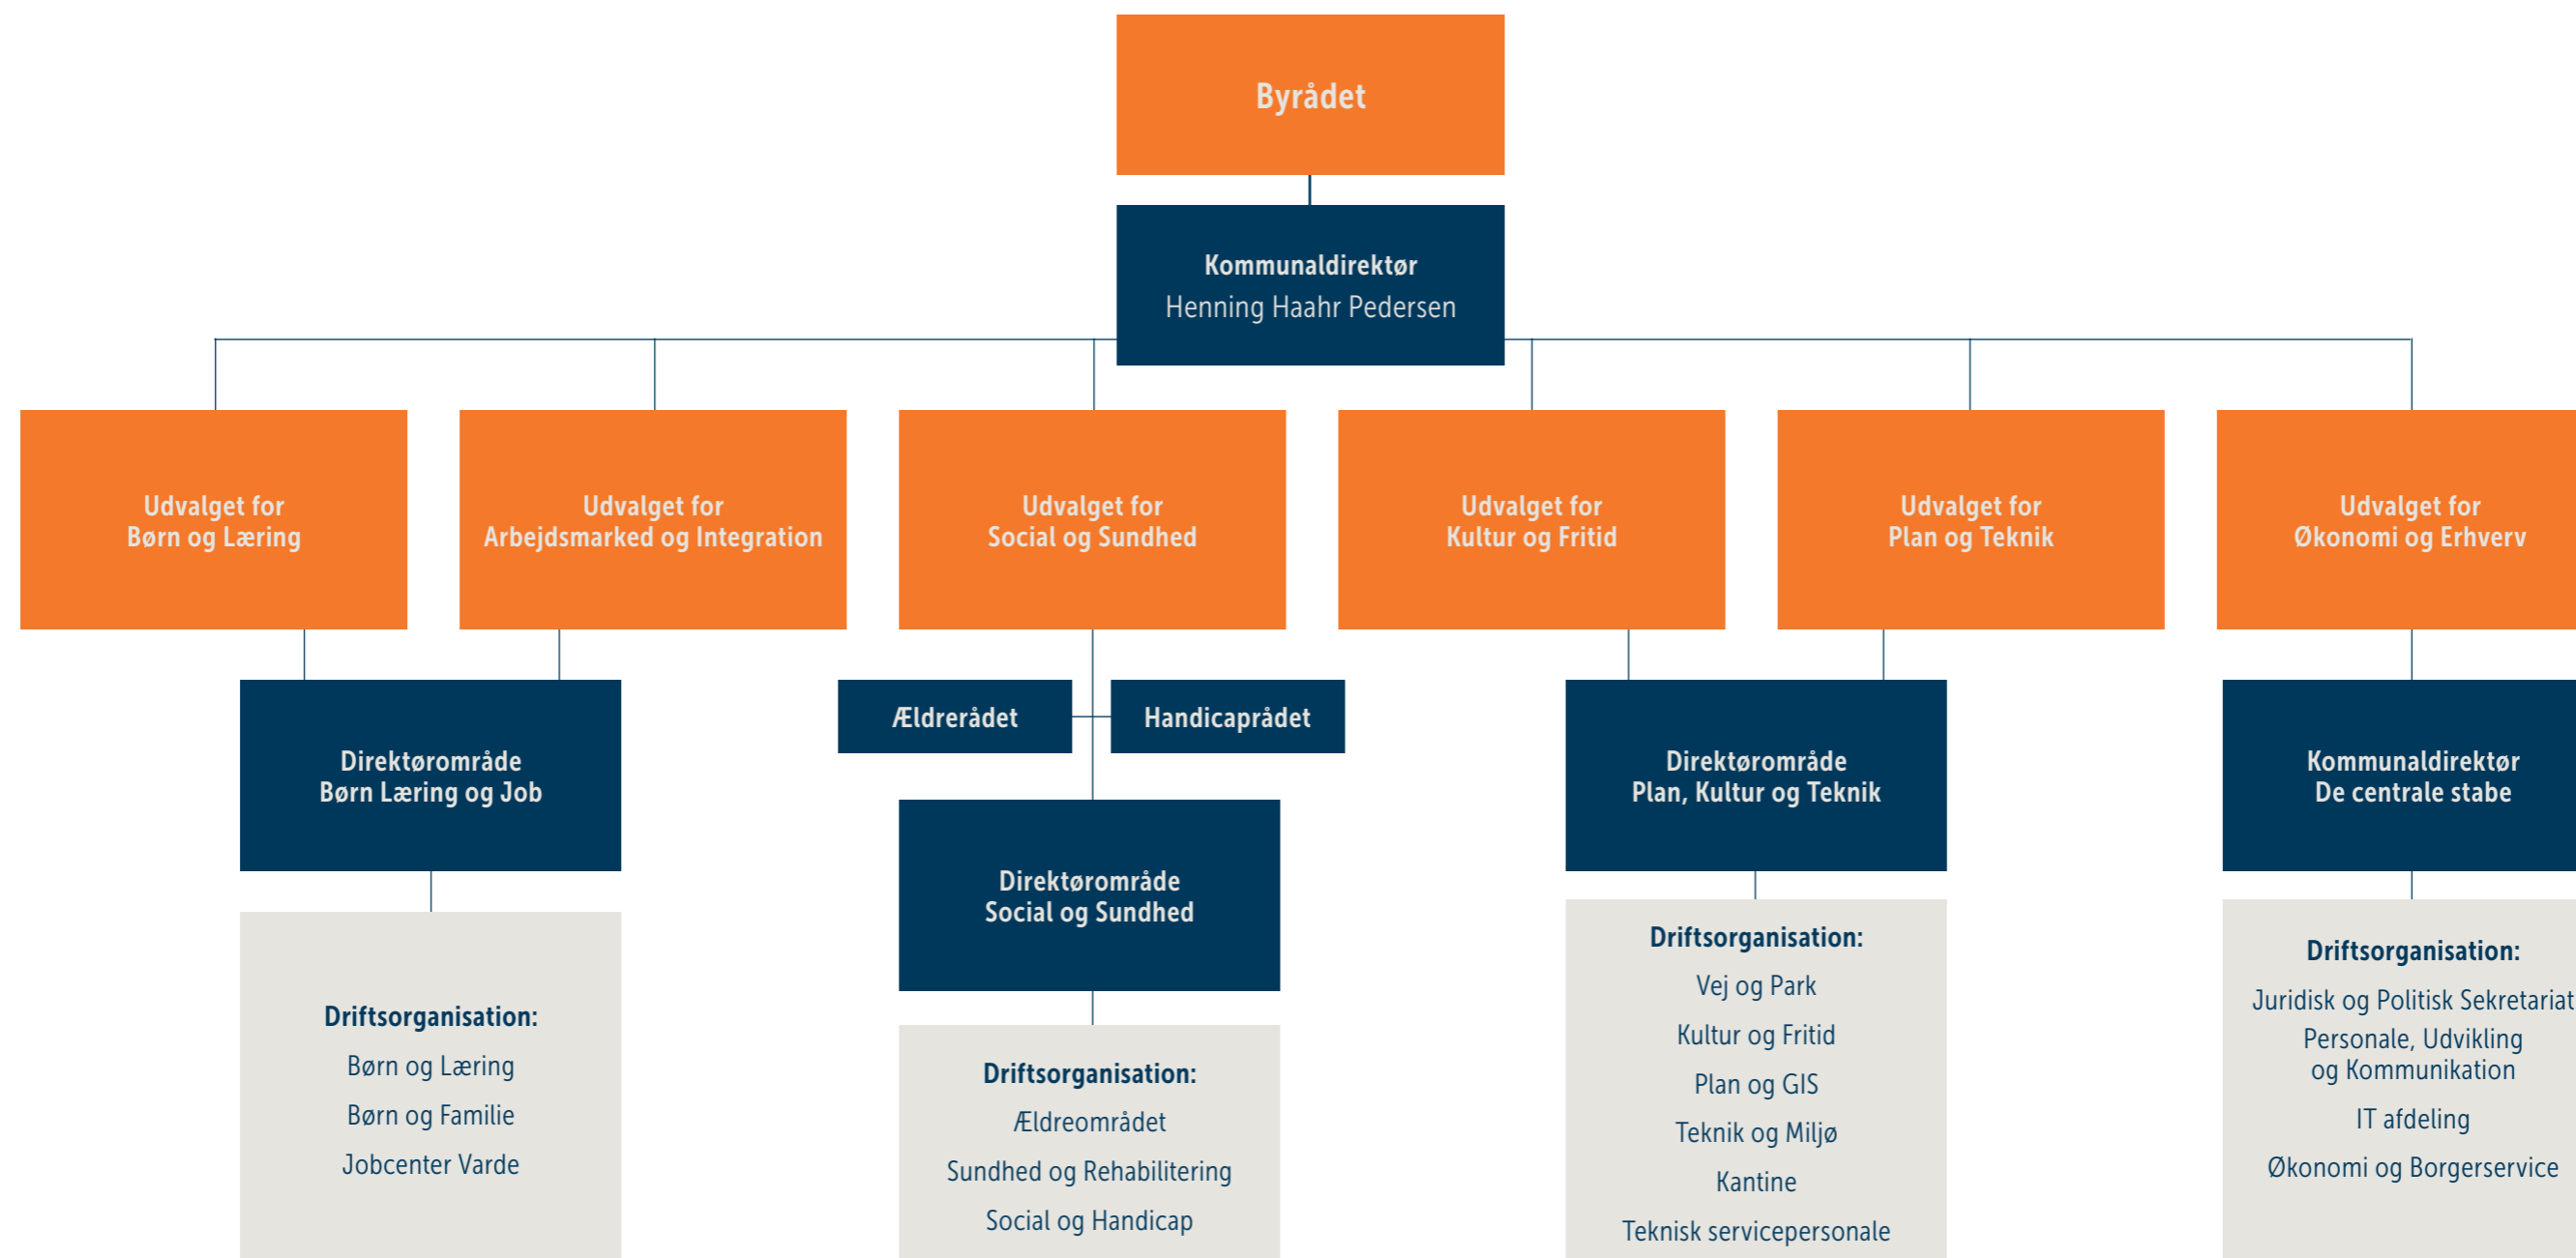 Byrådet
Kommunaldirektør
Henning Haahr Pedersen
Udvalget for
Børn og Læring
Udvalget for
Arbejdsmarked og Integration
Udvalget for
Social og Sundhed
Udvalget for
Kultur og Fritid
Udvalget for
Plan og Teknik
Udvalget for
Økonomi og Erhverv
Direktørområde
Børn Læring og Job
Driftsorganisation:
Børn og Læring
Børn og Familie
Jobcenter Varde
Ældrerådet
Handicaprådet
Direktørområde
Social og Sundhed
Driftsorganisation:
Ældreområdet
Sundhed og Rehabilitering
Social og Handicap
Direktørområde
Plan, Kultur og Teknik
Driftsorganisation:
Vej og Park
Kultur og Fritid
Plan og GIS
Teknik og Miljø
Kantine
Teknisk servicepersonale
Kommunaldirektør
De centrale stabe
Driftsorganisation:
Juridisk og Politisk Sekretariat
Personale, Udvikling
og Kommunikation
IT afdeling
Økonomi og Borgerservice